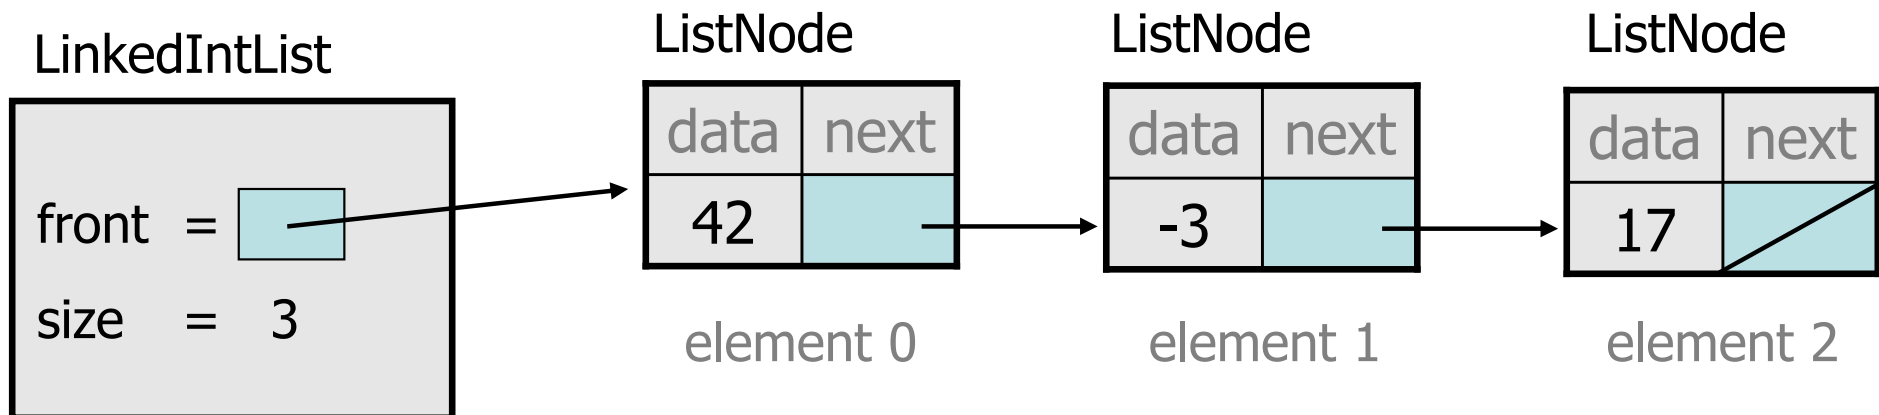 LinkedIntList
front =
size = 3
ListNode
data next
42
element 0
ListNode
data next
-3
element 1
ListNode
data next
17
element 2